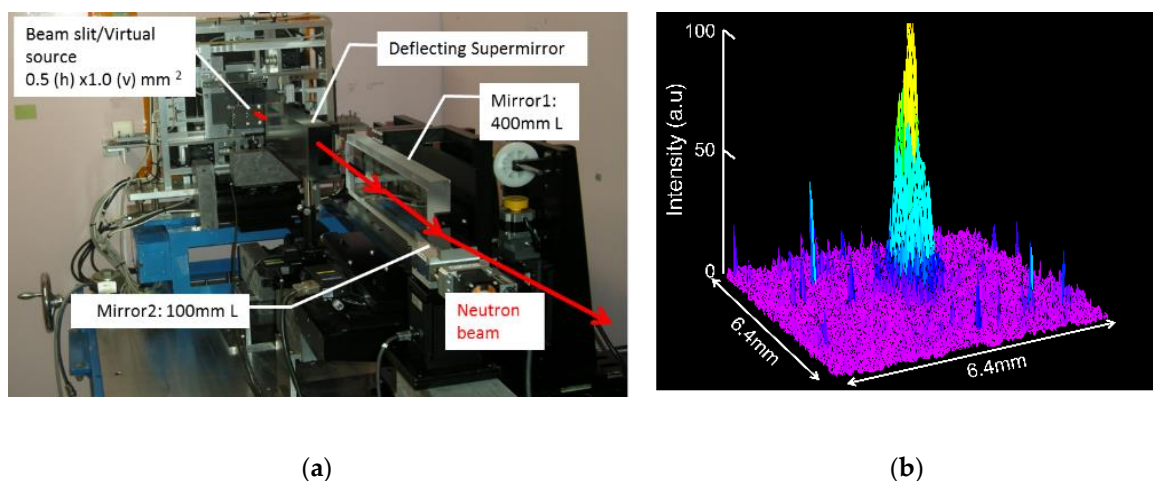 Beam slit/Virtual
source
0.5 (h) x1.0 (v) mm ²
Deflecting Supermirror
Mirror1:
400mm L
Mirror2: 100mm L
Neutron
beam
(a)
100
50
0
Intensity (a.u)
6.4mm
6.4mm
(b)